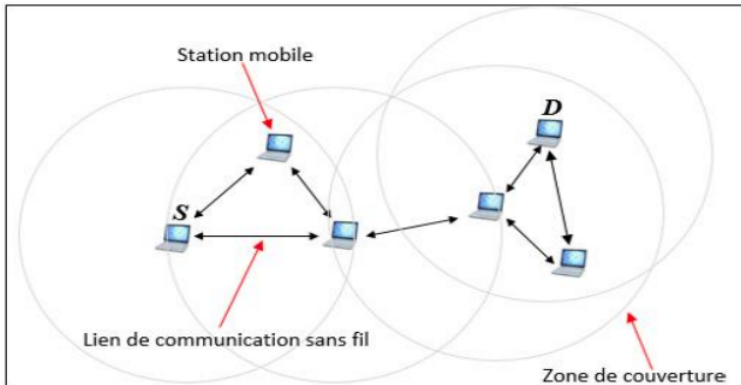 Station mobile
D
S
Lien de communication sans fil
Zone de couverture